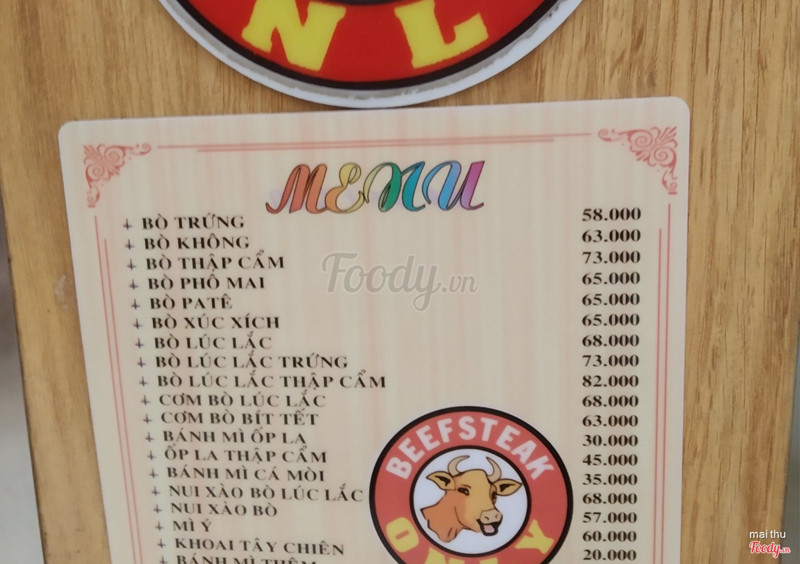 N L
MENU
+ BÒ TRỨNG 58.000
+ BÒ KHÔNG 63.000
+ BÒ THẬP CẨM 73.000
+ BÒ PHÔ MAI 65.000
+ BÒ PATÊ 65.000
+ BÒ XÚC XÍCH 65.000
+ BÒ LÚC LẮC 68.000
+ BÒ LÚC LẮC TRỨNG 73.000
+ BÒ LÚC LẮC THẬP CẨM 82.000
+ CƠM BÒ LÚC LẮC 68.000
+ CƠM BÒ BÍT TẾT 63.000
+ BÁNH MÌ ỐP LA 30.000
+ ỐP LA THẬP CẨM 45.000
+ BÁNH MÌ CÁ MÒI 35.000
+ NUI XÀO BÒ LÚC LẮC 68.000
+ NUI XÀO BÒ 57.000
+ MÌ Ý 60.000
+ KHOAI TÂY CHIÊN 20.000
+ BÁNH MÌ THÊM
BEEFSTEAK
ONLY
Foody.vn
mai thu
Foody.vn